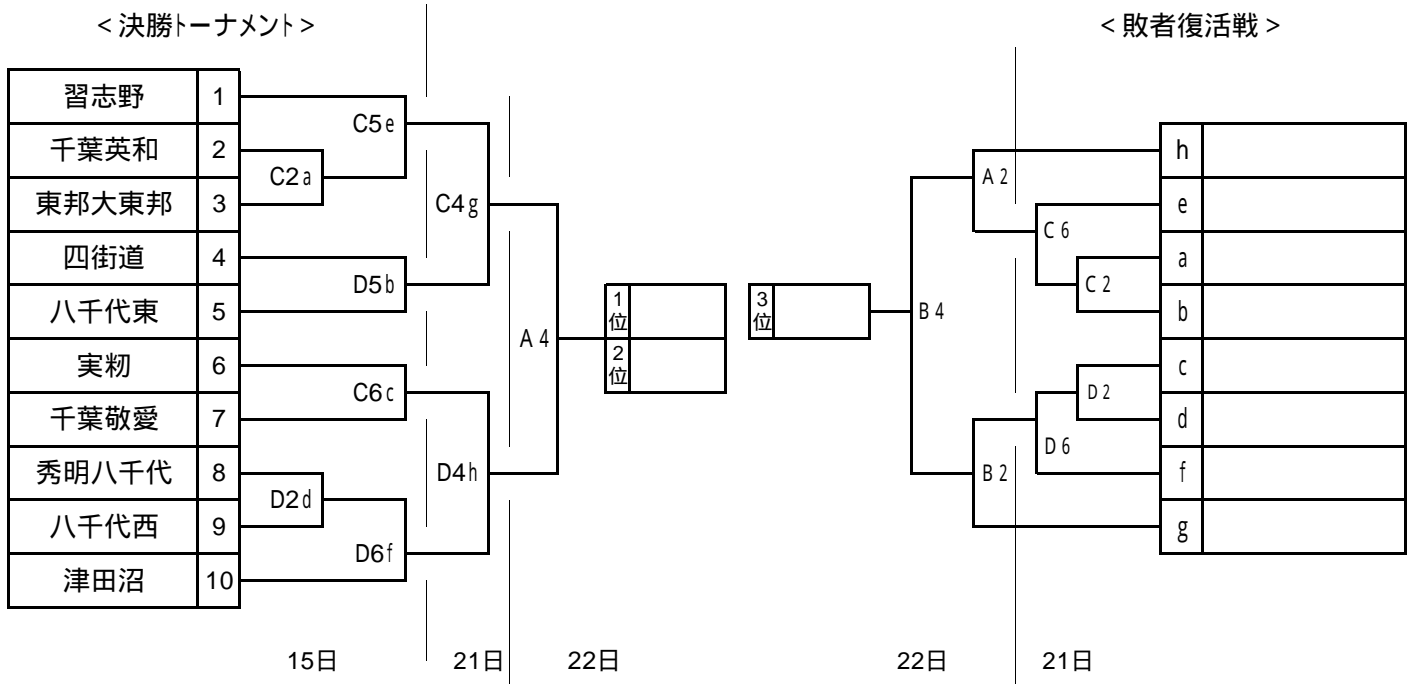 <決勝トーナメント>
<敗者復活戦>
習志野 1
千葉英和 2
東邦大東邦 3
四街道 4
八千代東 5
実籾 6
千葉敬愛 7
秀明八千代 8
八千代西 9
津田沼 10
C5e
C2a
C4g
D5b
A4
C6c
D4h
D2d
D6f
1位
2位
3位
B4
A2
C6
C2
D2
D6
B2
h
e
a
b
c
d
f
g
15日
21日
22日
22日
21日